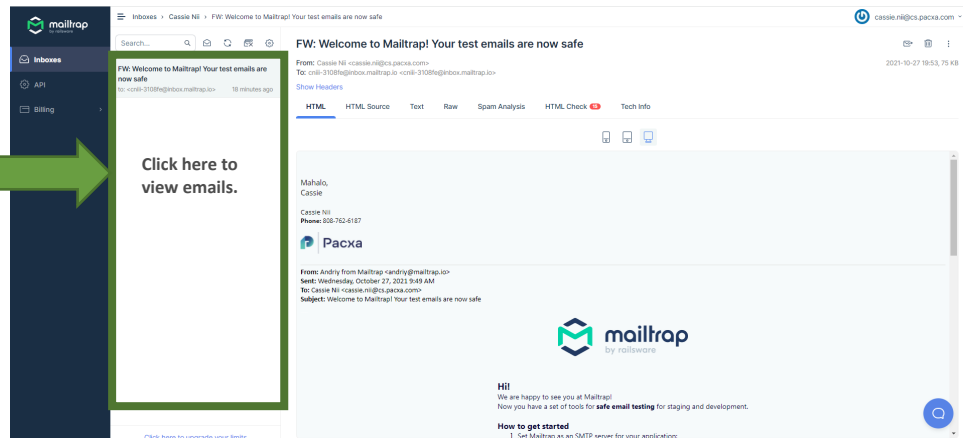 mailtrap
by railsware
Inboxes
API
Billing
Inboxes › Cassie Nii › FW: Welcome to Mailtrap! Your test emails are now safe
cassie.nii@cs.pacxa.com
Search...
FW: Welcome to Mailtrap! Your test emails are
now safe
to: <cnii-3108fe@inbox.mailtrap.io> 18 minutes ago
Click here to
view emails.
Click here to upgrade your limits
FW: Welcome to Mailtrap! Your test emails are now safe
From: Cassie Nii <cassie.nii@cs.pacxa.com>
2021-10-27 19:53, 75 KB
To: cnii-3108fe@inbox.mailtrap.io <cnii-3108fe@inbox.mailtrap.io>
Show Headers
HTML HTML Source Text Raw Spam Analysis HTML Check Tech Info
Mahalo,
Cassie
Cassie Nii
Phone: 808-762-6187
Pacxa
From: Andriy from Mailtrap <andriy@mailtrap.io>
Sent: Wednesday, October 27, 2021 9:49 AM
To: Cassie Nii <cassie.nii@cs.pacxa.com>
Subject: Welcome to Mailtrap! Your test emails are now safe
mailtrap
by railsware
Hi!
We are happy to see you at Mailtrap!
Now you have a set of tools for safe email testing for staging and development.
How to get started
1. Set Mailtrap as an SMTP server for your application: